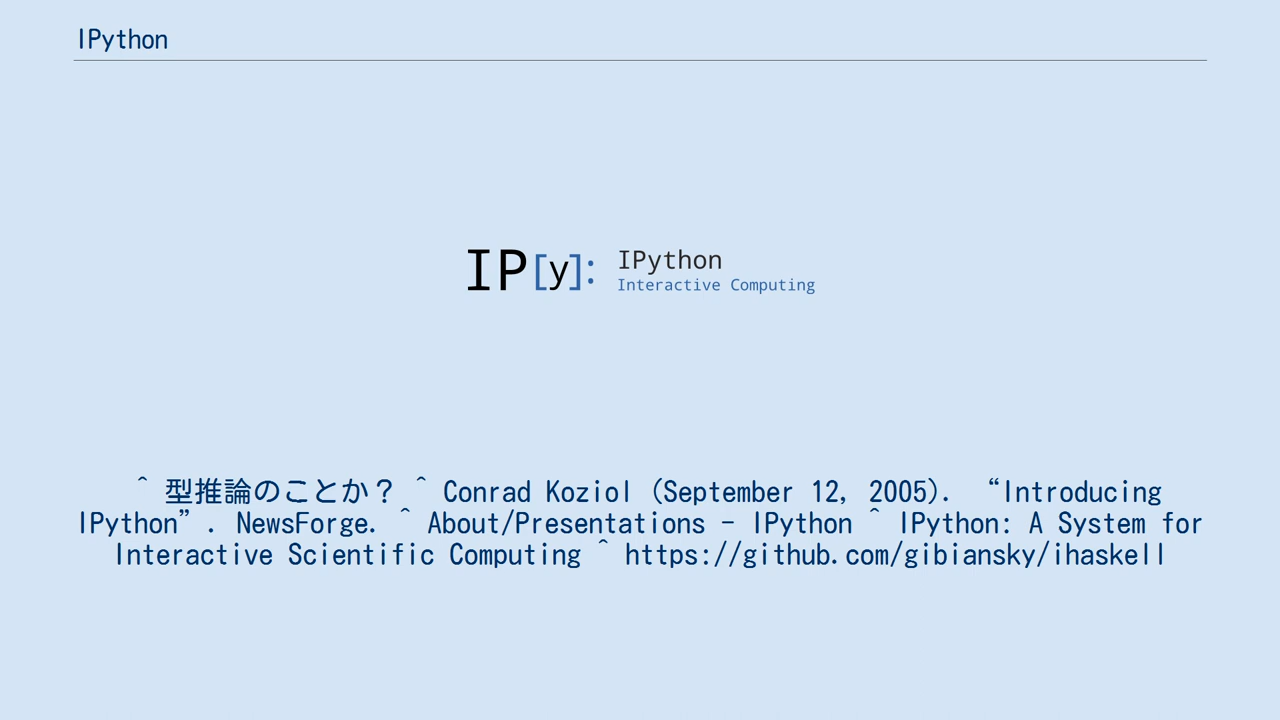 IPython
IP[y]:
IPython
Interactive Computing
^ 型推論のことか？ ^ Conrad Koziol (September 12, 2005). “Introducing
IPython”. NewsForge. ^ About/Presentations - IPython ^ IPython: A System for
Interactive Scientific Computing ^ https://github.com/gibiansky/ihaskell